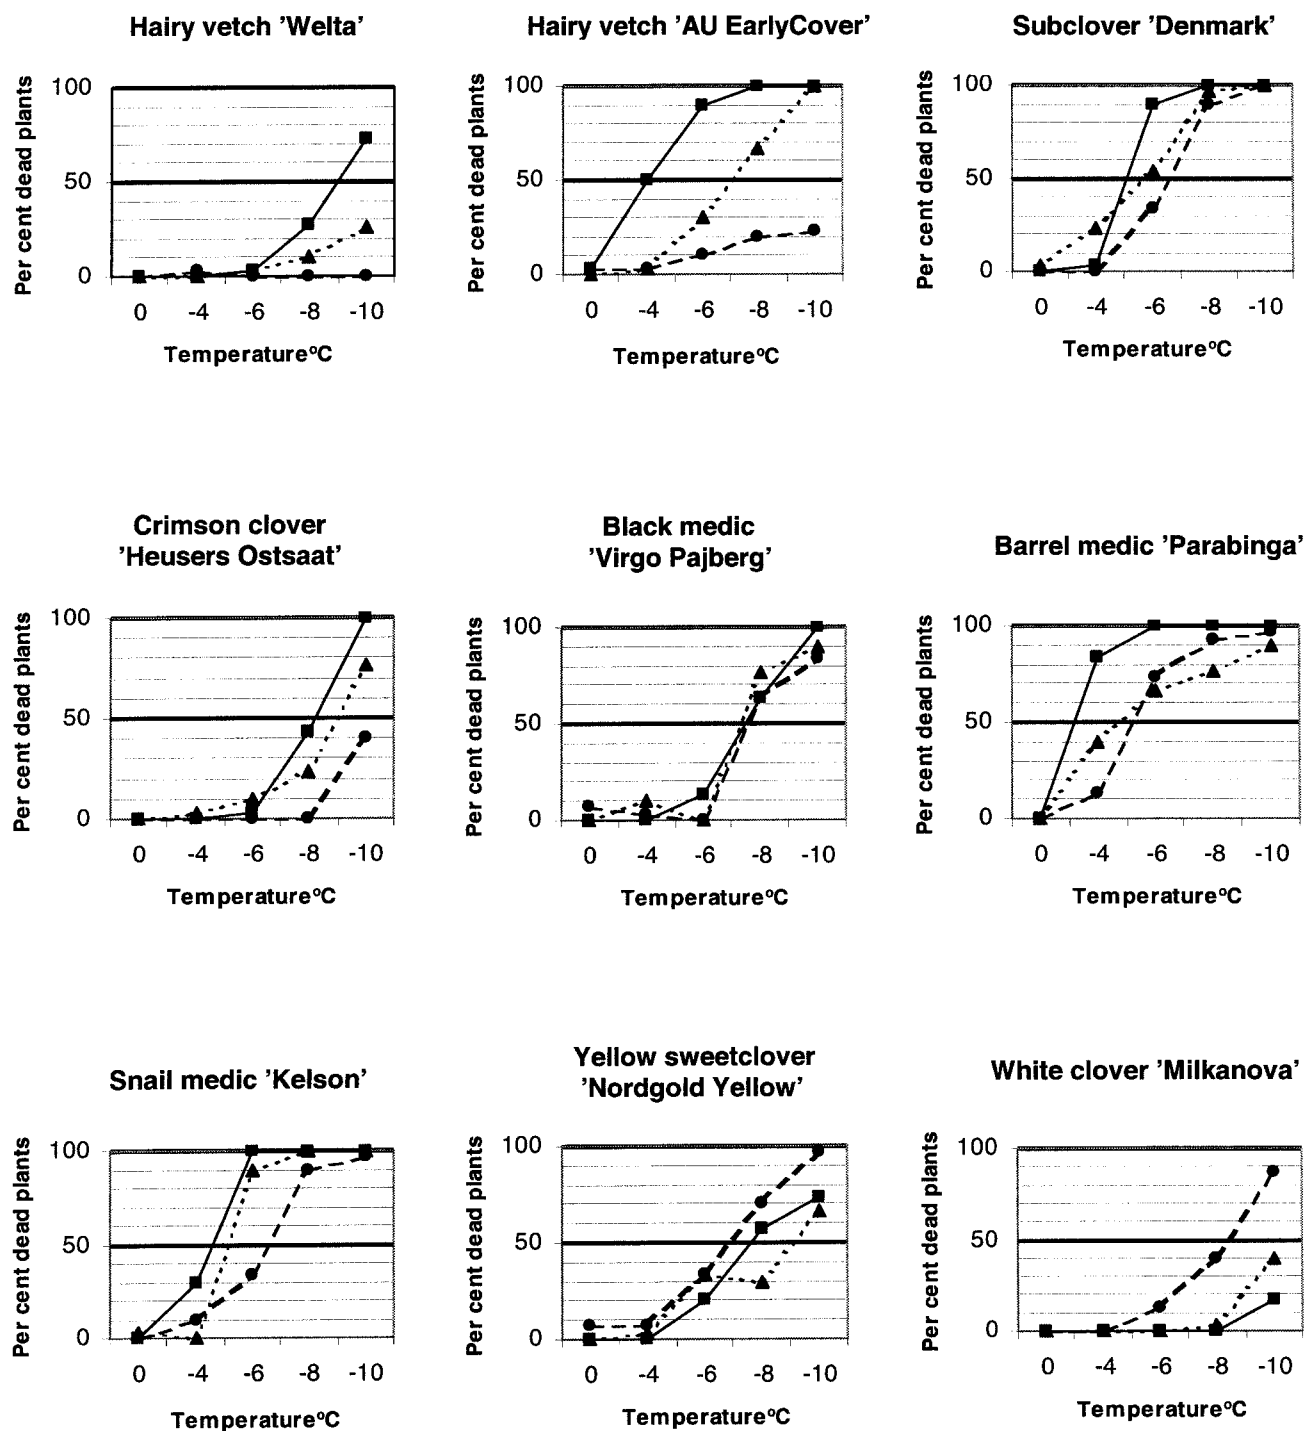 Hairy vetch 'Welta'
Per cent dead plants
100
50
0
0 -4 -6 -8 -10
Temperature°C
Hairy vetch 'AU EarlyCover'
Per cent dead plants
100
50
0
0 -4 -6 -8 -10
Temperature°C
Subclover 'Denmark'
Per cent dead plants
100
50
0
0 -4 -6 -8 -10
Temperature°C
Crimson clover
'Heusers Ostsaat'
Per cent dead plants
100
50
0
0 -4 -6 -8 -10
Temperature°C
Black medic
'Virgo Pajberg'
Per cent dead plants
100
50
0
0 -4 -6 -8 -10
Temperature°C
Barrel medic 'Parabinga'
Per cent dead plants
100
50
0
0 -4 -6 -8 -10
Temperature°C
Snail medic 'Kelson'
Per cent dead plants
100
50
0
0 -4 -6 -8 -10
Temperature°C
Yellow sweetclover
'Nordgold Yellow'
Per cent dead plants
100
50
0
0 -4 -6 -8 -10
Temperature°C
White clover 'Milkanova'
Per cent dead plants
100
50
0
0 -4 -6 -8 -10
Temperature°C